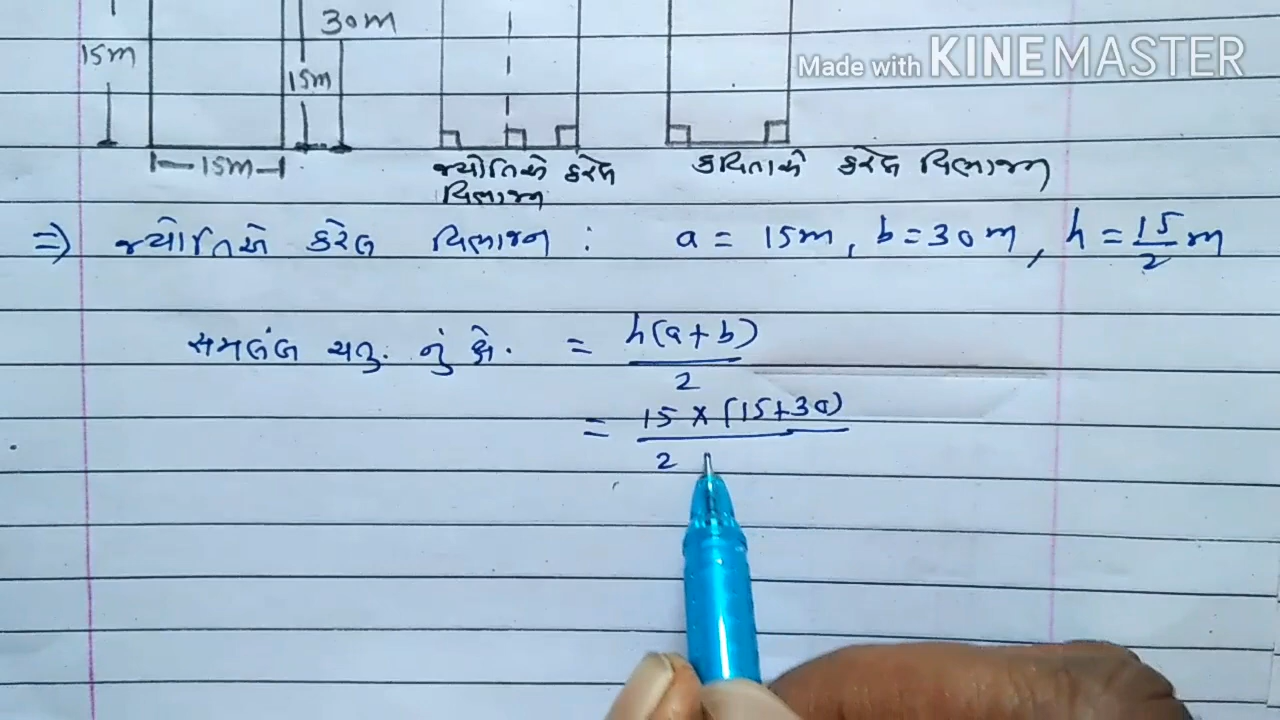 30m
15m
15m
Made with KINEMASTER
15m
જ્યોતિએ કરેલ
વિભાજન
કવિતાએ કરેલ વિભાજન
⇒ જ્યોતિએ કરેલ વિભાજન : a = 15m, b = 30m, h = 15/2 m
સમલંબ ચતુ. નું ક્ષે. = h(a+b)/2
= 15 × (15+30)/2